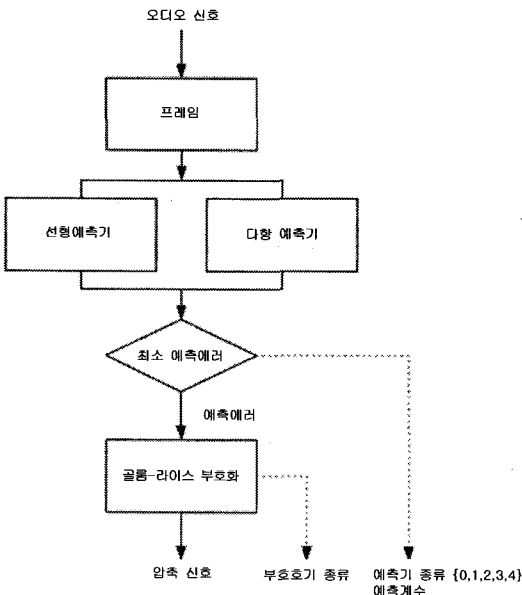 오디오 신호
프레임
선형예측기
다항 예측기
최소 예측에러
예측에러
골롬-라이스 부호화
압축 신호
부호호기 종류
예측기 종류 {0,1,2,3,4}
예측계수